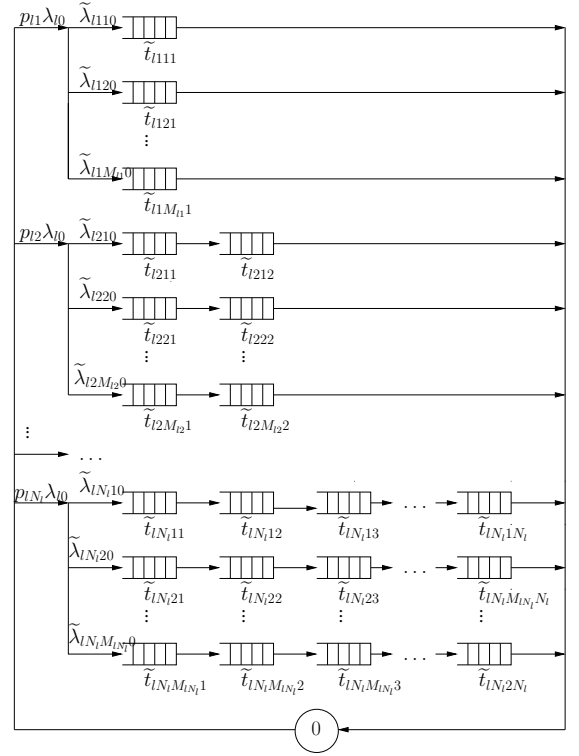 p_{l1}λ_{l0} λ̃_{l110}
t̃_{l111}
λ̃_{l120}
t̃_{l121}
⋮
λ̃_{l1M_{l1}0}
t̃_{l1M_{l1}1}
p_{l2}λ_{l0} λ̃_{l210}
t̃_{l211} t̃_{l212}
λ̃_{l220}
t̃_{l221} t̃_{l222}
⋮ ⋮
λ̃_{l2M_{l2}0}
t̃_{l2M_{l2}1} t̃_{l2M_{l2}2}
⋮
...
p_{lN_l}λ_{l0} λ̃_{lN_l10} ...
t̃_{lN_l11} t̃_{lN_l12} t̃_{lN_l13} t̃_{lN_l1N_l}
λ̃_{lN_l20} ...
t̃_{lN_l21} t̃_{lN_l22} t̃_{lN_l23} t̃_{lN_lM_{lN_l}N_l}
⋮ ⋮ ⋮ ⋮
λ̃_{lN_lM_{lN_l}0} ...
t̃_{lN_lM_{lN_l}1} t̃_{lN_lM_{lN_l}2} t̃_{lN_lM_{lN_l}3} t̃_{lN_l2N_l}
0